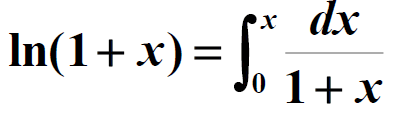 ln(1 + x) = ∫₀ˣ dx/(1 + x)